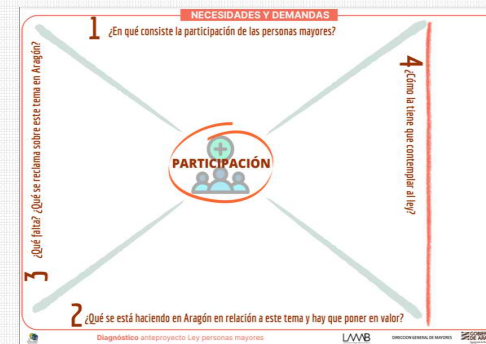 NECESIDADES Y DEMANDAS
1 ¿En qué consiste la participación de las personas mayores?
4 ¿Cómo la tiene que contemplar al ley?
PARTICIPACIÓN
3 ¿Qué falta? ¿Qué se reclama sobre este tema en Aragón?
2 ¿Qué se está haciendo en Aragón en relación a este tema y hay que poner en valor?
Diagnóstico anteproyecto Ley personas mayores
DIRECCION GENERAL DE MAYORES